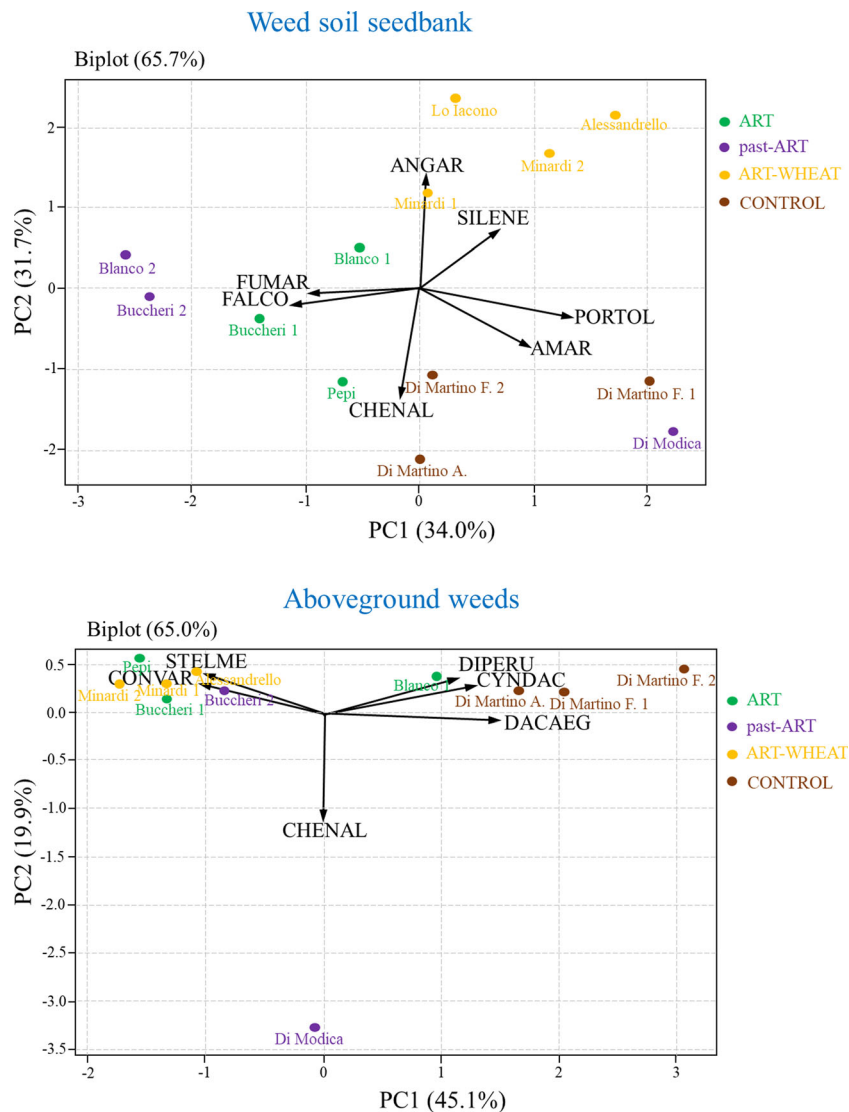 Weed soil seedbank
Biplot (65.7%)
Lo Iacono
Alessandrello
Minardi 2
ANGAR
Minardi 1
SILENE
Blanco 1
Blanco 2
FUMAR
FALCO
Buccheri 2
Buccheri 1
PORTOL
AMAR
Pepi
Di Martino F. 2
Di Martino F. 1
CHENAL
Di Modica
Di Martino A.
ART
past-ART
ART-WHEAT
CONTROL
PC2 (31.7%)
2
1
0
-1
-2
-3 -2 -1 0 1 2
PC1 (34.0%)
Aboveground weeds
Biplot (65.0%)
Pepi
STELME
CONVAR
Alessandrello
Minardi 2
Minardi 1
Buccheri 2
Buccheri 1
DIPERU
Blanco 1
CYNDAC
Di Martino F. 2
Di Martino A.
Di Martino F. 1
DACAEG
CHENAL
Di Modica
ART
past-ART
ART-WHEAT
CONTROL
PC2 (19.9%)
0.5
0.0
-0.5
-1.0
-1.5
-2.0
-2.5
-3.0
-3.5
-2 -1 0 1 2 3
PC1 (45.1%)